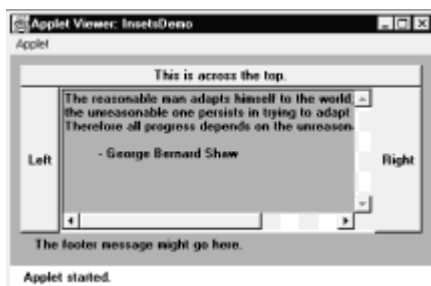 Applet Viewer: InsetsDemo
Applet
This is across the top.
The reasonable man adapts himself to the world;
the unreasonable one persists in trying to adapt
Therefore all progress depends on the unreason
- George Bernard Shaw
Left
Right
The footer message might go here.
Applet started.